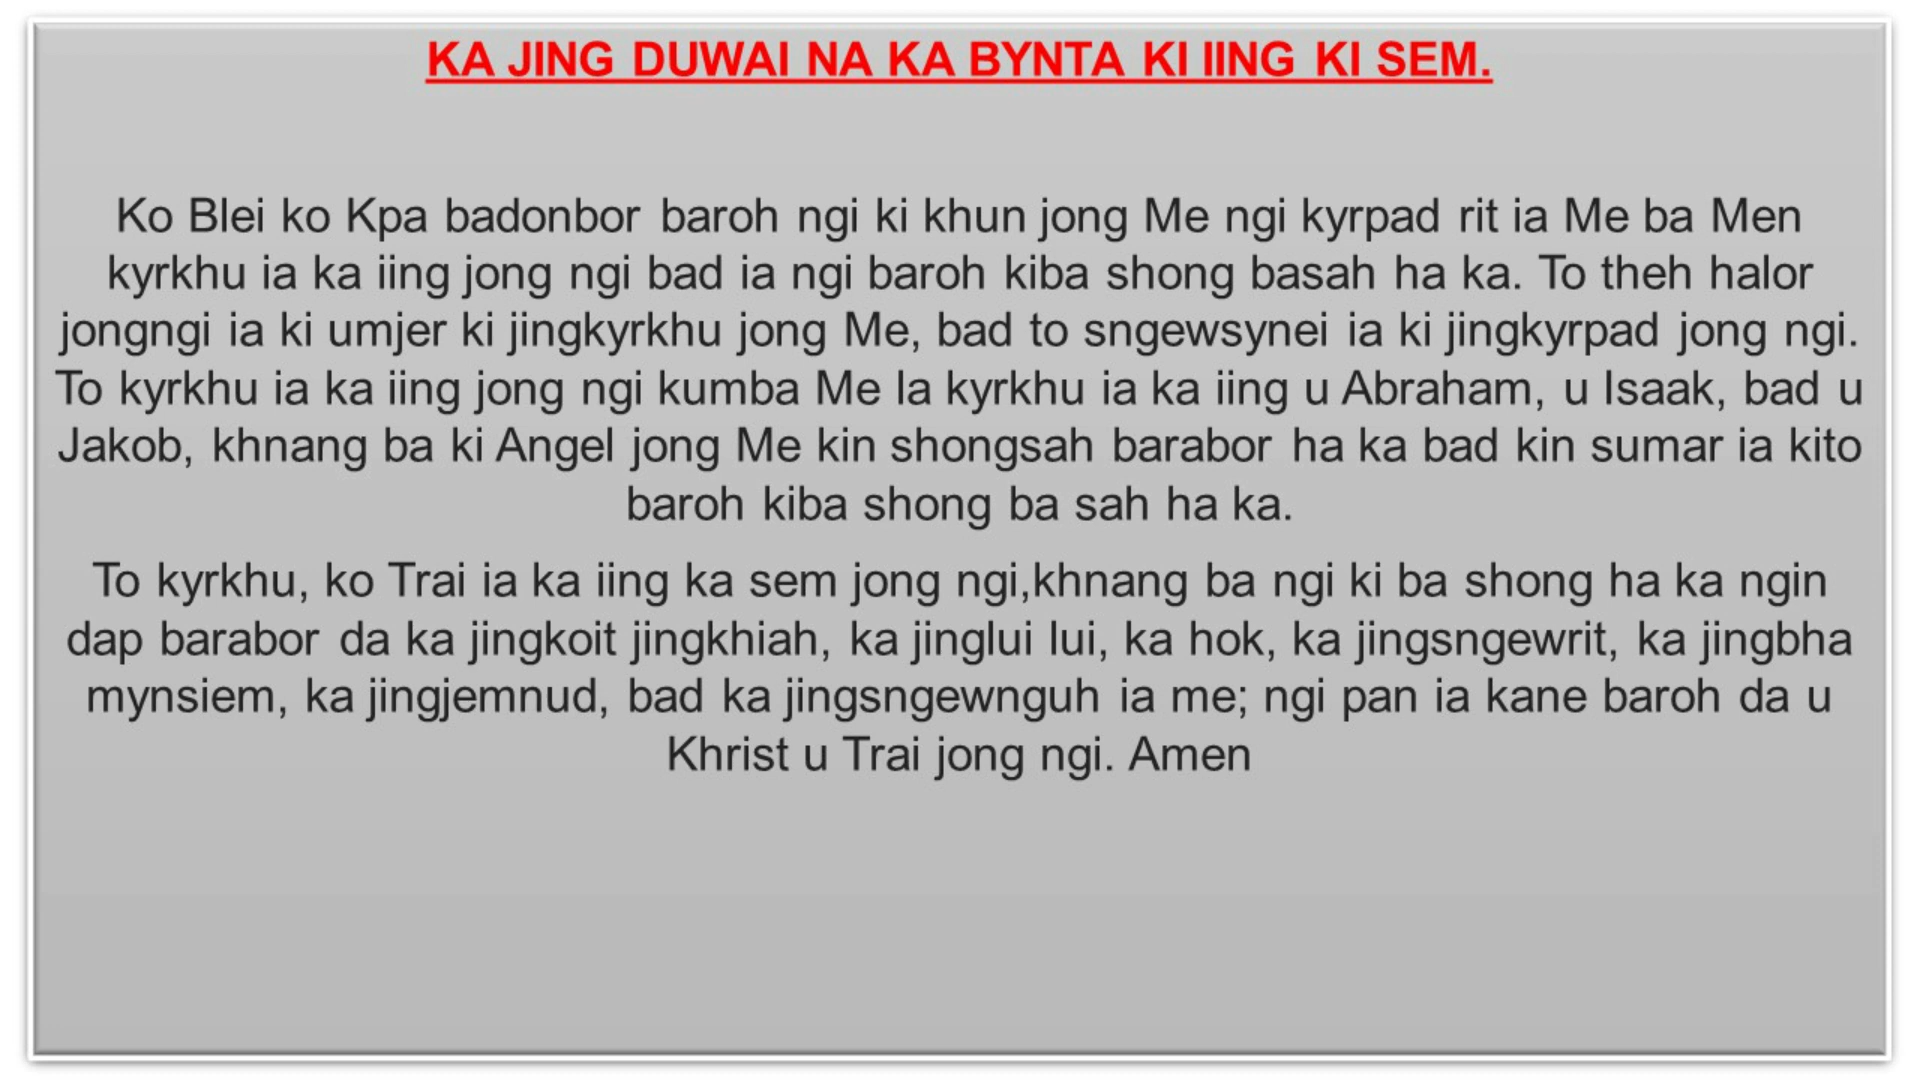 KA JING DUWAI NA KA BYNTA KI IING KI SEM.
Ko Blei ko Kpa badonbor baroh ngi ki khun jong Me ngi kyrpad rit ia Me ba Men
kyrkhu ia ka iing jong ngi bad ia ngi baroh kiba shong basah ha ka. To theh halor
jongngi ia ki umjer ki jingkyrkhu jong Me, bad to sngewsynei ia ki jingkyrpad jong ngi.
To kyrkhu ia ka iing jong ngi kumba Me la kyrkhu ia ka iing u Abraham, u Isaak, bad u
Jakob, khnang ba ki Angel jong Me kin shongsah barabor ha ka bad kin sumar ia kito
baroh kiba shong ba sah ha ka.
To kyrkhu, ko Trai ia ka iing ka sem jong ngi,khnang ba ngi ki ba shong ha ka ngin
dap barabor da ka jingkoit jingkhiah, ka jinglui lui, ka hok, ka jingsngewrit, ka jingbha
mynsiem, ka jingjemnud, bad ka jingsngewnguh ia me; ngi pan ia kane baroh da u
Khrist u Trai jong ngi. Amen